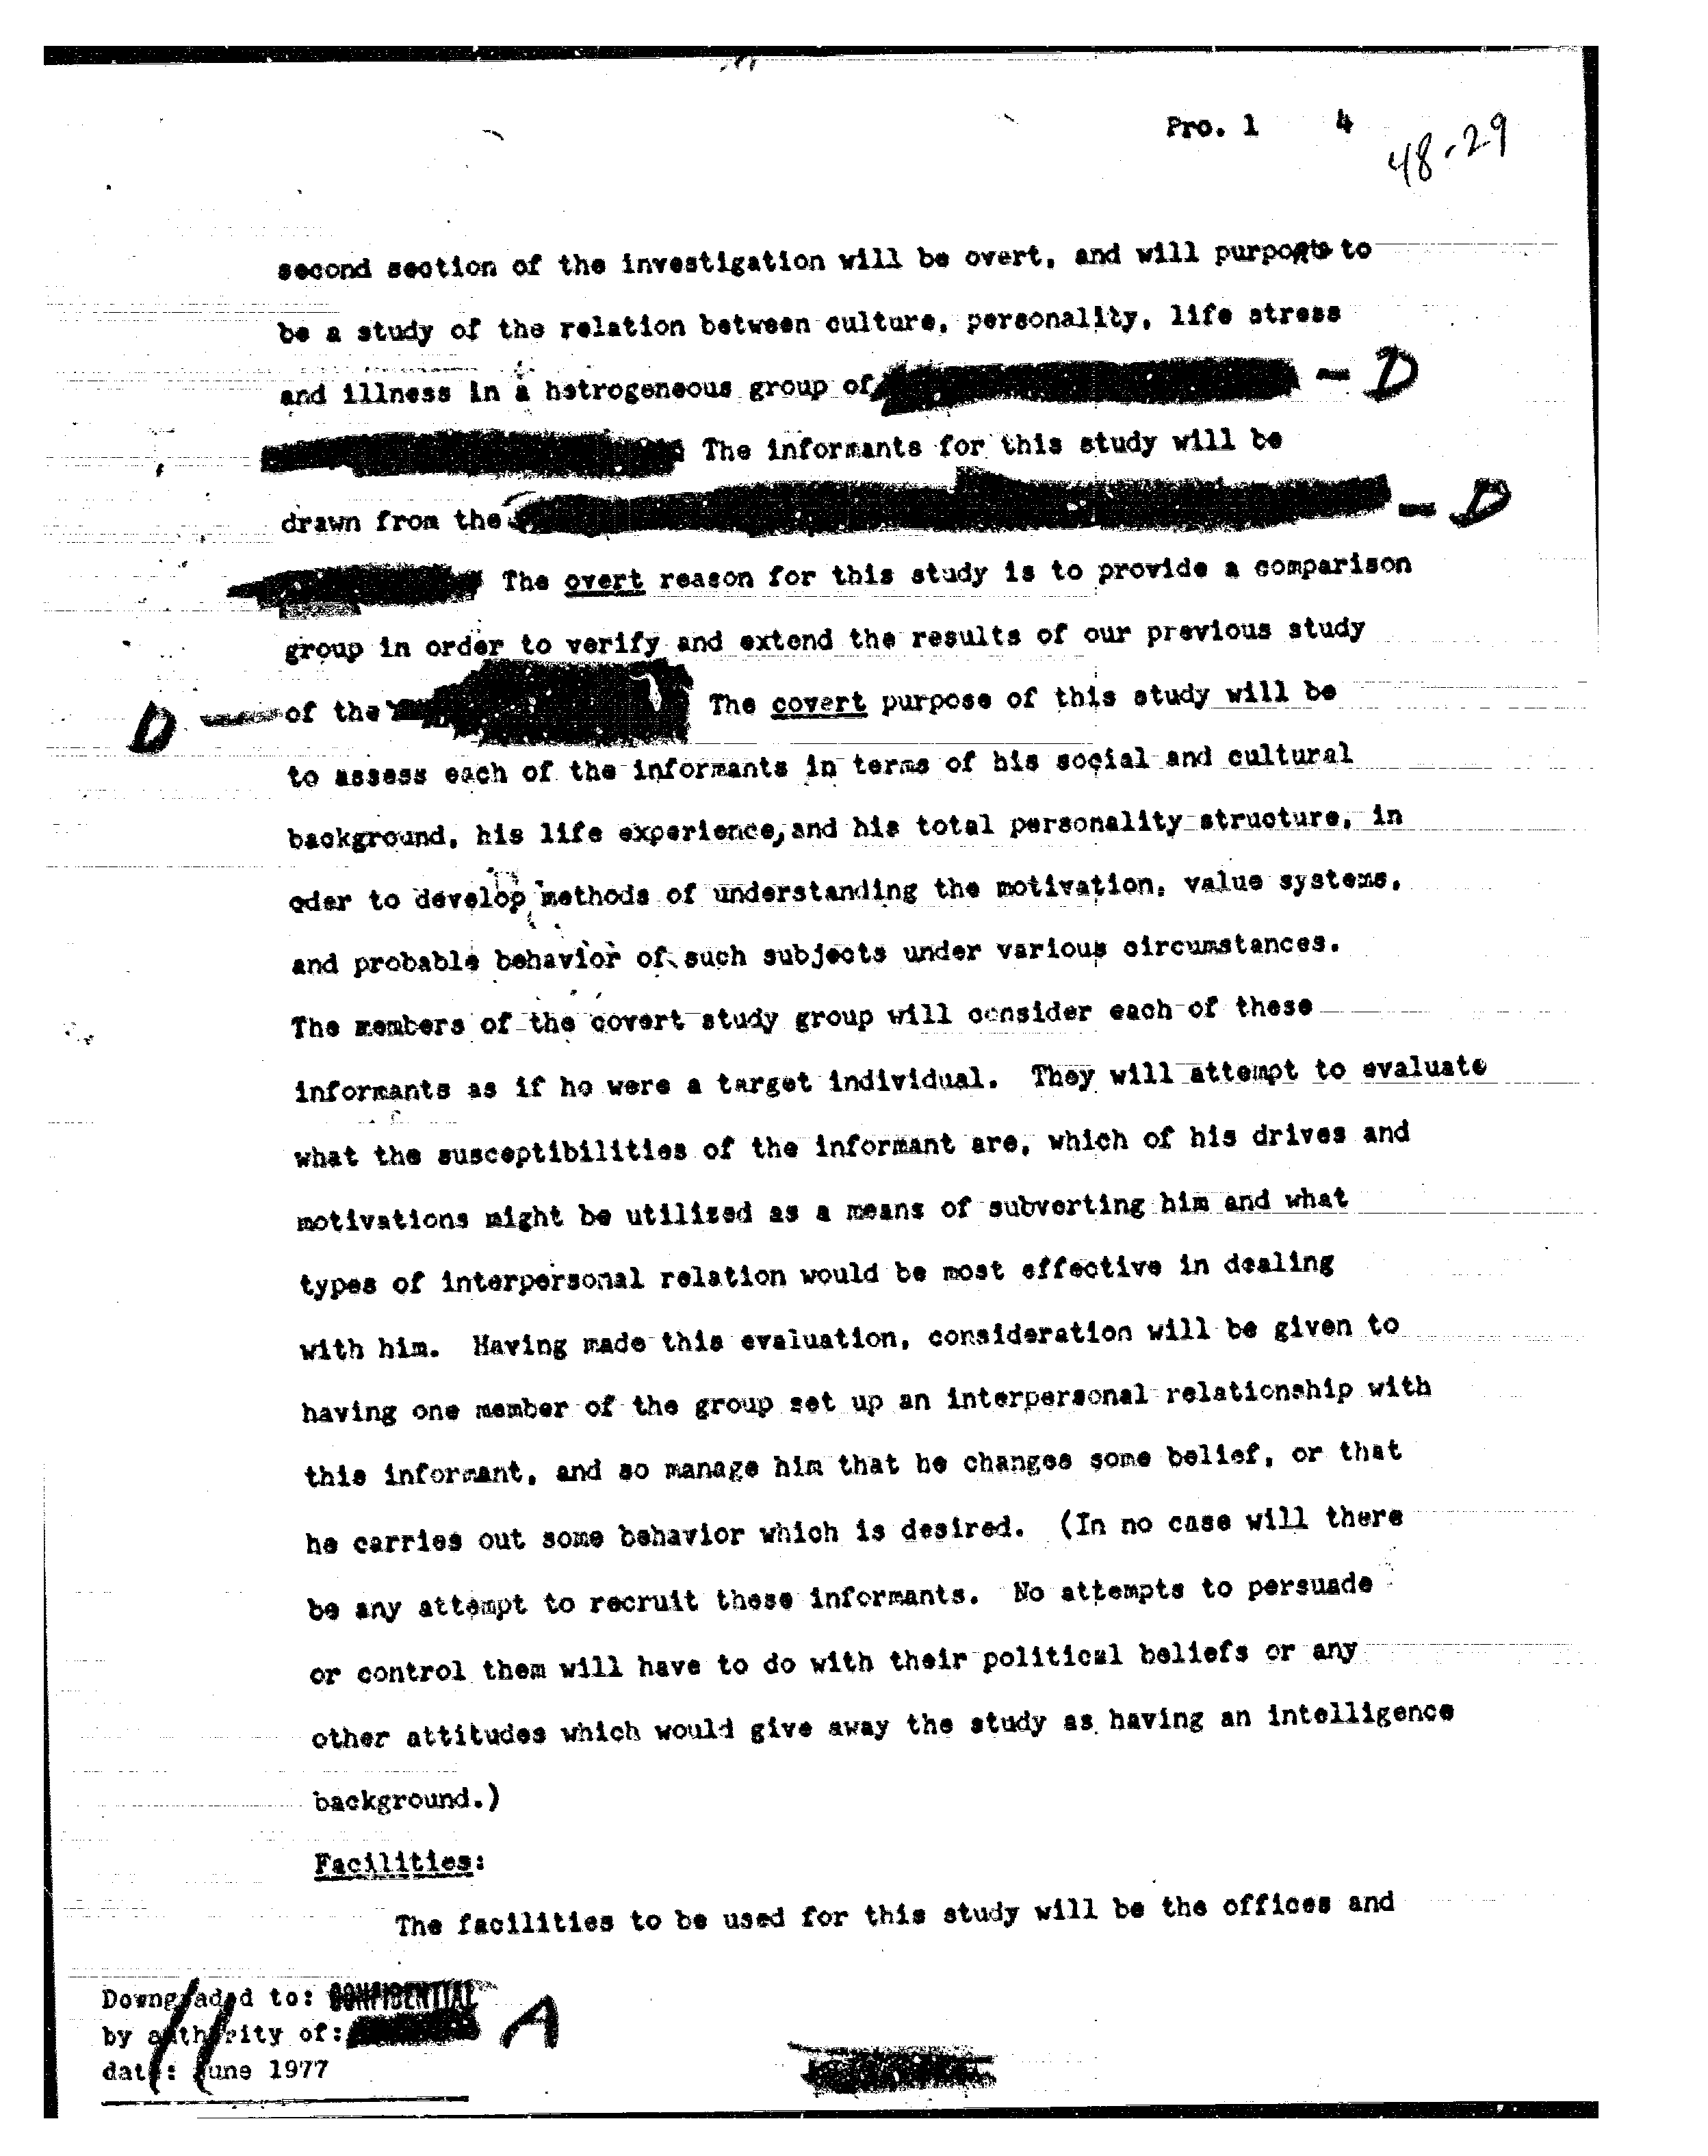 Pro. 1 4
48-29
second section of the investigation will be overt, and will purports to
be a study of the relation between culture, personality, life stress
and illness in a hetrogeneous group of - D
The informants for this study will be
drawn from the - D
The overt reason for this study is to provide a comparison
group in order to verify and extend the results of our previous study
D - of the The covert purpose of this study will be
to assess each of the informants in terms of his social and cultural
background, his life experience, and his total personality structure, in
oder to develop methods of understanding the motivation, value systems,
and probable behavior of such subjects under various circumstances.
The members of the covert study group will consider each of these
informants as if he were a target individual. They will attempt to evaluate
what the susceptibilities of the informant are, which of his drives and
motivations might be utilized as a means of subverting him and what
types of interpersonal relation would be most effective in dealing
with him. Having made this evaluation, consideration will be given to
having one member of the group set up an interpersonal relationship with
this informant, and so manage him that he changes some belief, or that
he carries out some behavior which is desired. (In no case will there
be any attempt to recruit these informants. No attempts to persuade
or control them will have to do with their political beliefs or any
other attitudes which would give away the study as having an intelligence
background.)
Facilities:
The facilities to be used for this study will be the offices and
Downgraded to: CONFIDENTIAL
by authority of: A
date: June 1977